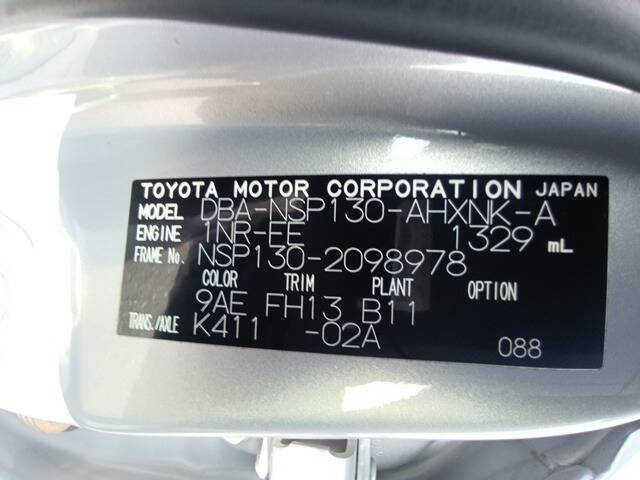 TOYOTA MOTOR CORPORATION JAPAN
MODEL DBA-NSP130-AHXNK-A
ENGINE 1NR-EE 1329 mL
FRAME No. NSP130-2098978
COLOR TRIM PLANT OPTION
9AE FH13 B11
TRANS./AXLE K411 -02A
088